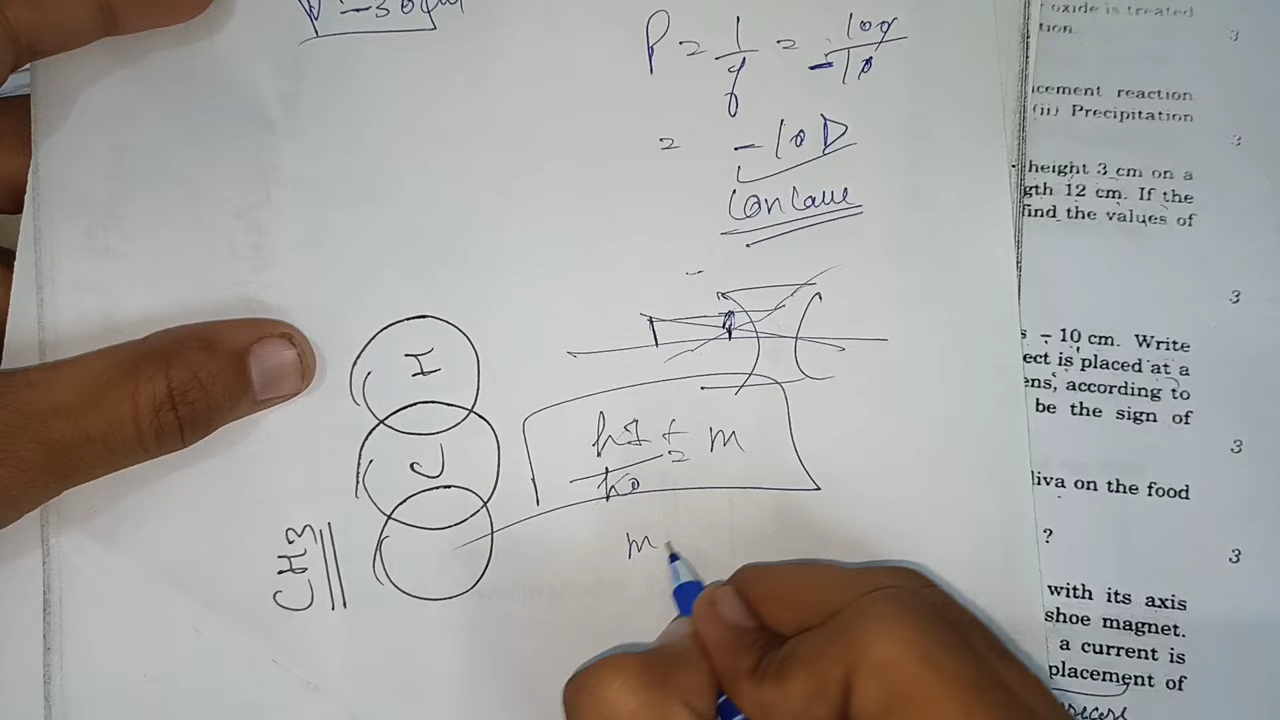 P = 1/f = 100/-10
= -10 D
Concave
H
C
CH3
hI/ho = m
m
oxide is treated
tion.
3
cement reaction
(ii) Precipitation
3
height 3 cm on a
gth 12 cm. If the
find the values of
3
s - 10 cm. Write
ect is placed at a
ens, according to
be the sign of
3
liva on the food
?
3
with its axis
shoe magnet.
a current is
placement of